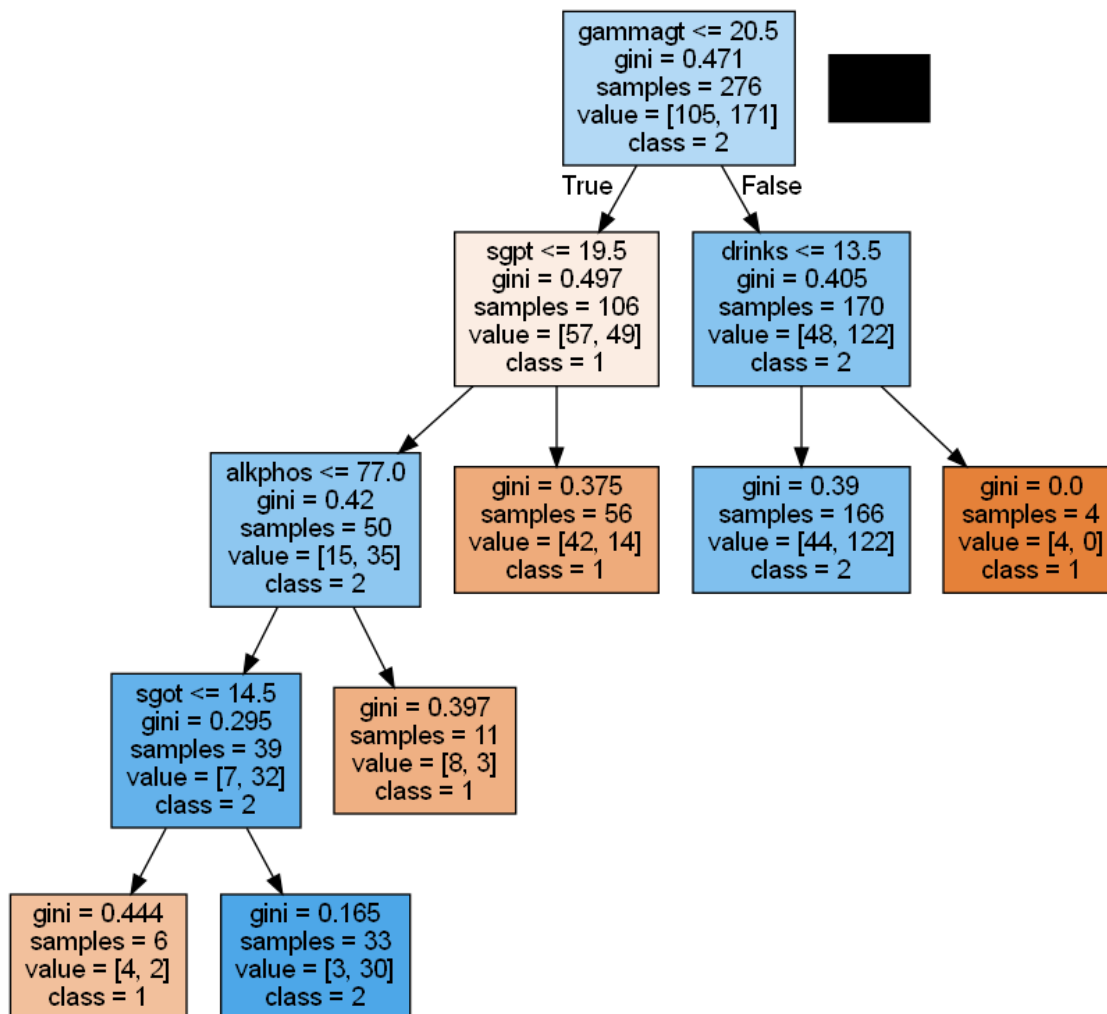 gammagt <= 20.5
gini = 0.471
samples = 276
value = [105, 171]
class = 2
True
False
sgpt <= 19.5
gini = 0.497
samples = 106
value = [57, 49]
class = 1
drinks <= 13.5
gini = 0.405
samples = 170
value = [48, 122]
class = 2
alkphos <= 77.0
gini = 0.42
samples = 50
value = [15, 35]
class = 2
gini = 0.375
samples = 56
value = [42, 14]
class = 1
gini = 0.39
samples = 166
value = [44, 122]
class = 2
gini = 0.0
samples = 4
value = [4, 0]
class = 1
sgot <= 14.5
gini = 0.295
samples = 39
value = [7, 32]
class = 2
gini = 0.397
samples = 11
value = [8, 3]
class = 1
gini = 0.444
samples = 6
value = [4, 2]
class = 1
gini = 0.165
samples = 33
value = [3, 30]
class = 2